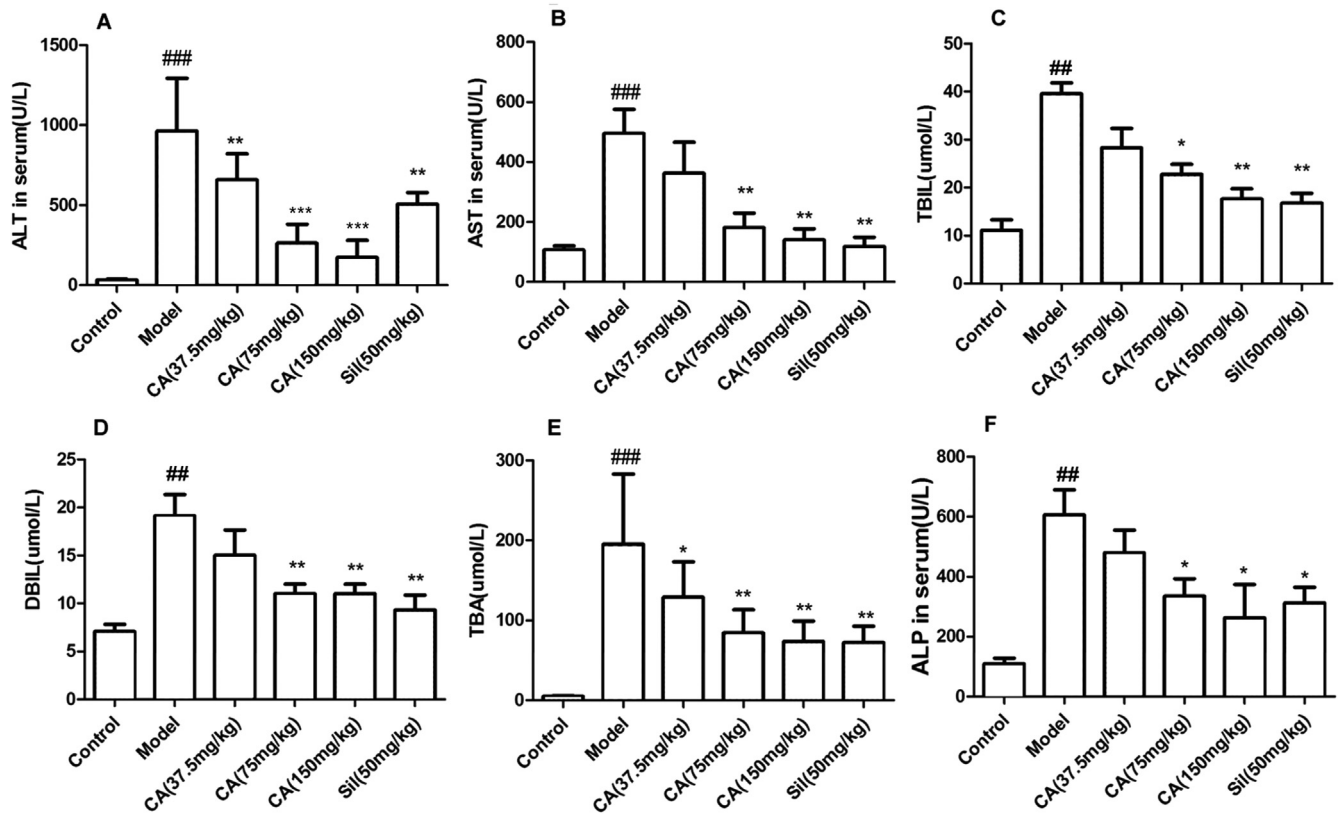 A
ALT in serum(U/L)
1500
1000
500
0
###
**
***
***
**
Control
Model
CA(37.5mg/kg)
CA(75mg/kg)
CA(150mg/kg)
Sil(50mg/kg)
B
AST in serum(U/L)
800
600
400
200
0
###
**
**
**
Control
Model
CA(37.5mg/kg)
CA(75mg/kg)
CA(150mg/kg)
Sil(50mg/kg)
C
TBIL(umol/L)
50
40
30
20
10
0
##
*
**
**
Control
Model
CA(37.5mg/kg)
CA(75mg/kg)
CA(150mg/kg)
Sil(50mg/kg)
D
DBIL(umol/L)
25
20
15
10
5
0
##
**
**
**
Control
Model
CA(37.5mg/kg)
CA(75mg/kg)
CA(150mg/kg)
Sil(50mg/kg)
E
TBA(umol/L)
300
200
100
0
###
*
**
**
**
Control
Model
CA(37.5mg/kg)
CA(75mg/kg)
CA(150mg/kg)
Sil(50mg/kg)
F
ALP in serum(U/L)
800
600
400
200
0
##
*
*
*
Control
Model
CA(37.5mg/kg)
CA(75mg/kg)
CA(150mg/kg)
Sil(50mg/kg)